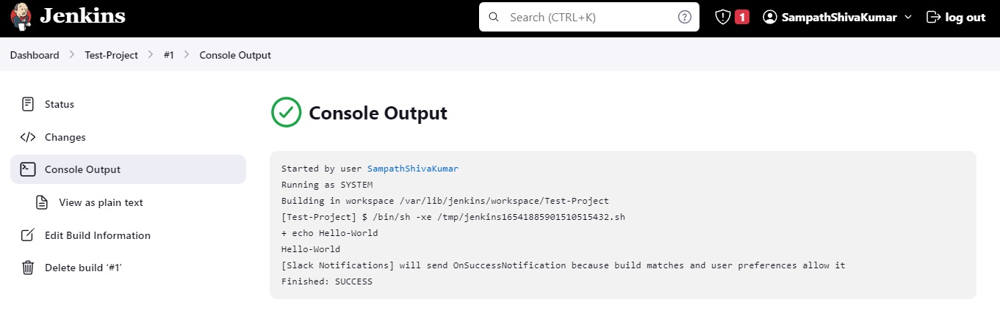 Jenkins
Search (CTRL+K)
1
SampathShivaKumar
log out
Dashboard > Test-Project > #1 > Console Output
Status
Changes
Console Output
View as plain text
Edit Build Information
Delete build ‘#1’
Console Output
Started by user SampathShivaKumar
Running as SYSTEM
Building in workspace /var/lib/jenkins/workspace/Test-Project
[Test-Project] $ /bin/sh -xe /tmp/jenkins16541885901510515432.sh
+ echo Hello-World
Hello-World
[Slack Notifications] will send OnSuccessNotification because build matches and user preferences allow it
Finished: SUCCESS